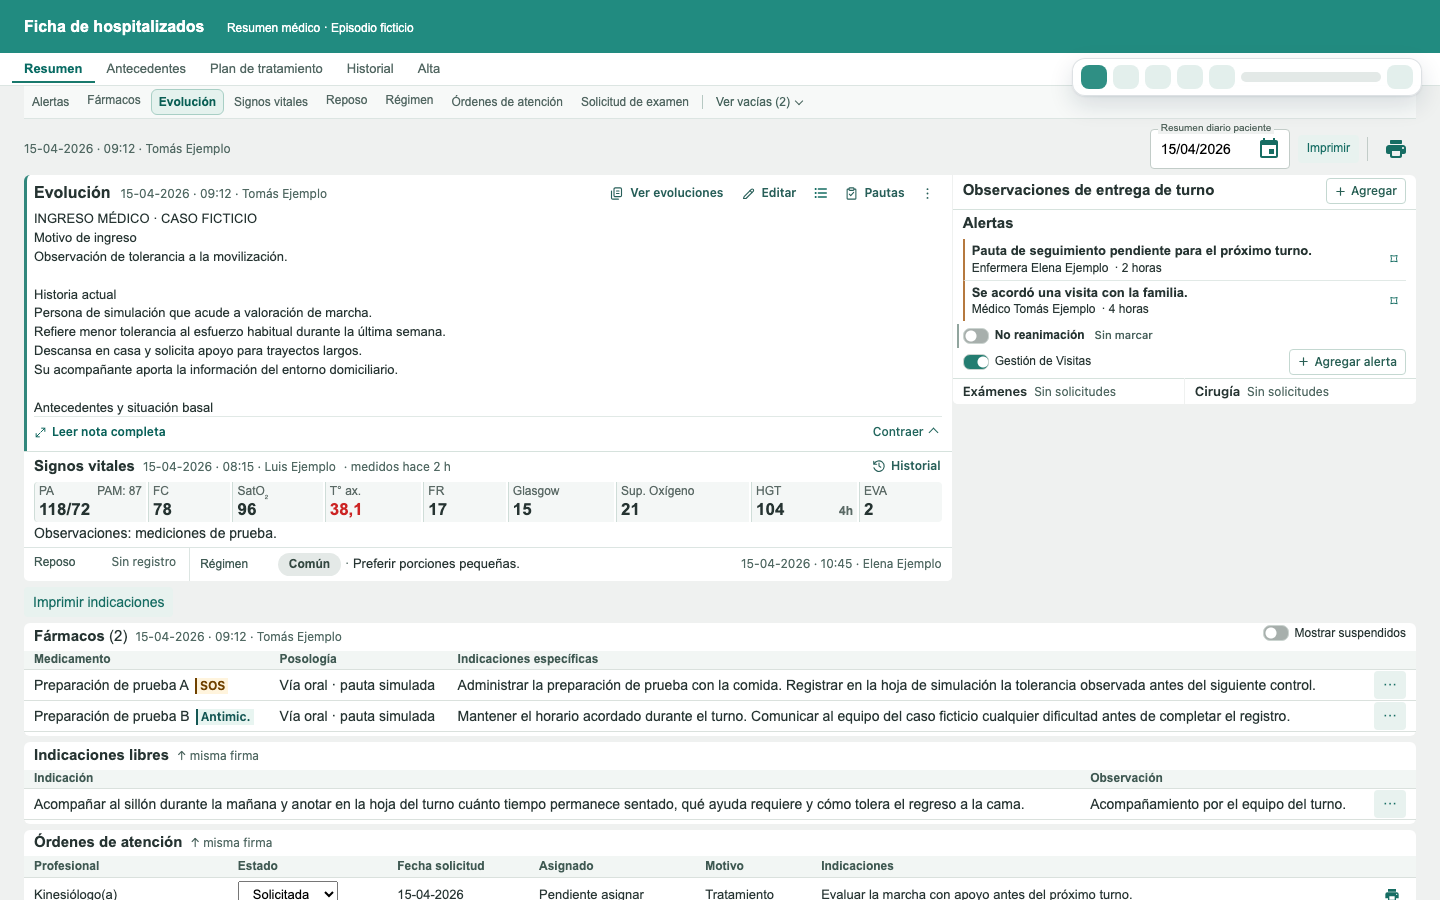 Ficha de hospitalizados
Resumen médico · Episodio ficticio
Resumen
Antecedentes
Plan de tratamiento
Historial
Alta
Alertas
Fármacos
Evolución
Signos vitales
Reposo
Régimen
Órdenes de atención
Solicitud de examen
Ver vacías (2)
15-04-2026 · 09:12 · Tomás Ejemplo
Resumen diario paciente
15/04/2026
Imprimir
Evolución 15-04-2026 · 09:12 · Tomás Ejemplo
Ver evoluciones
Editar
Pautas
INGRESO MÉDICO · CASO FICTICIO
Motivo de ingreso
Observación de tolerancia a la movilización.
Historia actual
Persona de simulación que acude a valoración de marcha.
Refiere menor tolerancia al esfuerzo habitual durante la última semana.
Descansa en casa y solicita apoyo para trayectos largos.
Su acompañante aporta la información del entorno domiciliario.
Antecedentes y situación basal
Leer nota completa
Contraer
Observaciones de entrega de turno
+ Agregar
Alertas
Pauta de seguimiento pendiente para el próximo turno.
Enfermera Elena Ejemplo · 2 horas
Se acordó una visita con la familia.
Médico Tomás Ejemplo · 4 horas
No reanimación Sin marcar
Gestión de Visitas
+ Agregar alerta
Exámenes Sin solicitudes
Cirugía Sin solicitudes
Signos vitales 15-04-2026 · 08:15 · Luis Ejemplo · medidos hace 2 h
Historial
PA PAM: 87
118/72
FC
78
SatO₂
96
T° ax.
38,1
FR
17
Glasgow
15
Sup. Oxígeno
21
HGT
104 4h
EVA
2
Observaciones: mediciones de prueba.
Reposo Sin registro
Régimen Común · Preferir porciones pequeñas.
15-04-2026 · 10:45 · Elena Ejemplo
Imprimir indicaciones
Fármacos (2) 15-04-2026 · 09:12 · Tomás Ejemplo
Mostrar suspendidos
Medicamento Posología Indicaciones específicas
Preparación de prueba A SOS Vía oral · pauta simulada Administrar la preparación de prueba con la comida. Registrar en la hoja de simulación la tolerancia observada antes del siguiente control.
Preparación de prueba B Antimic. Vía oral · pauta simulada Mantener el horario acordado durante el turno. Comunicar al equipo del caso ficticio cualquier dificultad antes de completar el registro.
Indicaciones libres ↑ misma firma
Indicación Observación
Acompañar al sillón durante la mañana y anotar en la hoja del turno cuánto tiempo permanece sentado, qué ayuda requiere y cómo tolera el regreso a la cama. Acompañamiento por el equipo del turno.
Órdenes de atención ↑ misma firma
Profesional Estado Fecha solicitud Asignado Motivo Indicaciones
Kinesiólogo(a) Solicitada 15-04-2026 Pendiente asignar Tratamiento Evaluar la marcha con apoyo antes del próximo turno.